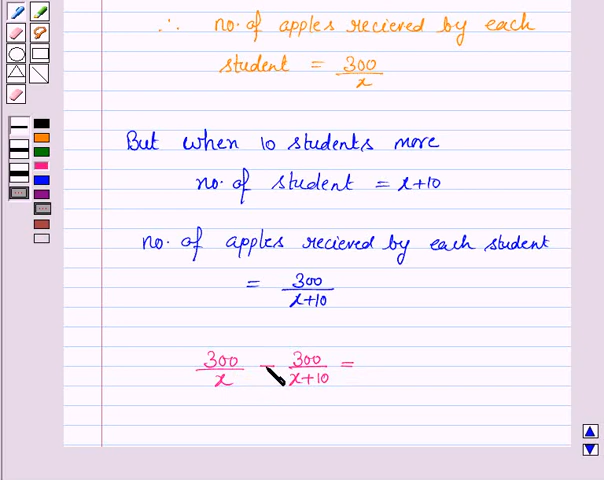 ∴ no. of apples recieved by each
student = 300/x
But when 10 students more
no. of student = x+10
no. of apples recieved by each student
= 300/x+10
300/x - 300/x+10 =